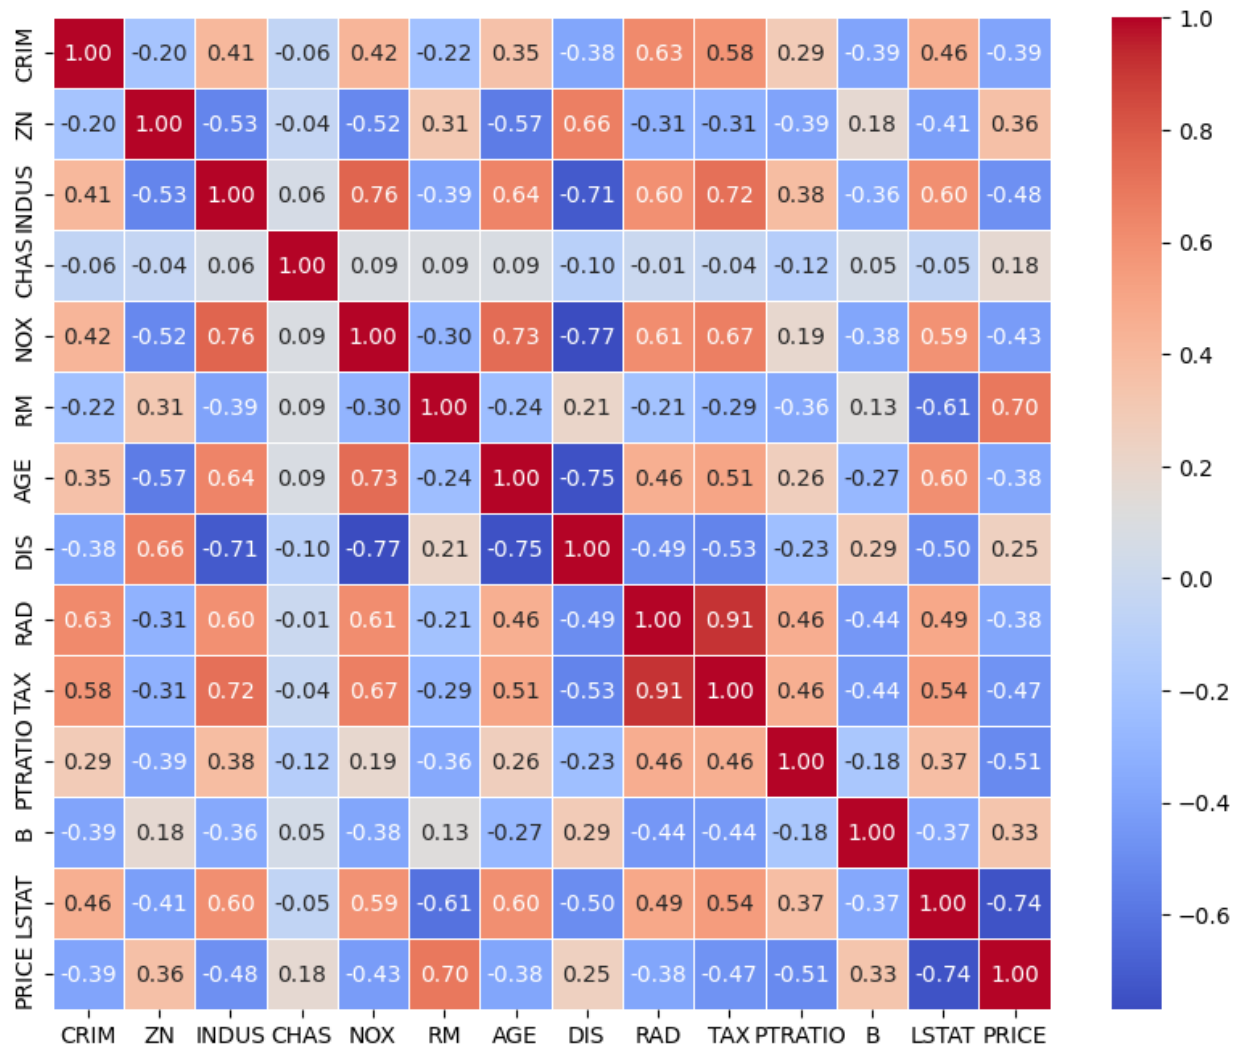 CRIM 1.00 -0.20 0.41 -0.06 0.42 -0.22 0.35 -0.38 0.63 0.58 0.29 -0.39 0.46 -0.39
ZN -0.20 1.00 -0.53 -0.04 -0.52 0.31 -0.57 0.66 -0.31 -0.31 -0.39 0.18 -0.41 0.36
INDUS 0.41 -0.53 1.00 0.06 0.76 -0.39 0.64 -0.71 0.60 0.72 0.38 -0.36 0.60 -0.48
CHAS -0.06 -0.04 0.06 1.00 0.09 0.09 0.09 -0.10 -0.01 -0.04 -0.12 0.05 -0.05 0.18
NOX 0.42 -0.52 0.76 0.09 1.00 -0.30 0.73 -0.77 0.61 0.67 0.19 -0.38 0.59 -0.43
RM -0.22 0.31 -0.39 0.09 -0.30 1.00 -0.24 0.21 -0.21 -0.29 -0.36 0.13 -0.61 0.70
AGE 0.35 -0.57 0.64 0.09 0.73 -0.24 1.00 -0.75 0.46 0.51 0.26 -0.27 0.60 -0.38
DIS -0.38 0.66 -0.71 -0.10 -0.77 0.21 -0.75 1.00 -0.49 -0.53 -0.23 0.29 -0.50 0.25
RAD 0.63 -0.31 0.60 -0.01 0.61 -0.21 0.46 -0.49 1.00 0.91 0.46 -0.44 0.49 -0.38
TAX 0.58 -0.31 0.72 -0.04 0.67 -0.29 0.51 -0.53 0.91 1.00 0.46 -0.44 0.54 -0.47
PTRATIO 0.29 -0.39 0.38 -0.12 0.19 -0.36 0.26 -0.23 0.46 0.46 1.00 -0.18 0.37 -0.51
B -0.39 0.18 -0.36 0.05 -0.38 0.13 -0.27 0.29 -0.44 -0.44 -0.18 1.00 -0.37 0.33
LSTAT 0.46 -0.41 0.60 -0.05 0.59 -0.61 0.60 -0.50 0.49 0.54 0.37 -0.37 1.00 -0.74
PRICE -0.39 0.36 -0.48 0.18 -0.43 0.70 -0.38 0.25 -0.38 -0.47 -0.51 0.33 -0.74 1.00
CRIM ZN INDUS CHAS NOX RM AGE DIS RAD TAX PTRATIO B LSTAT PRICE
1.0
0.8
0.6
0.4
0.2
0.0
−0.2
−0.4
−0.6